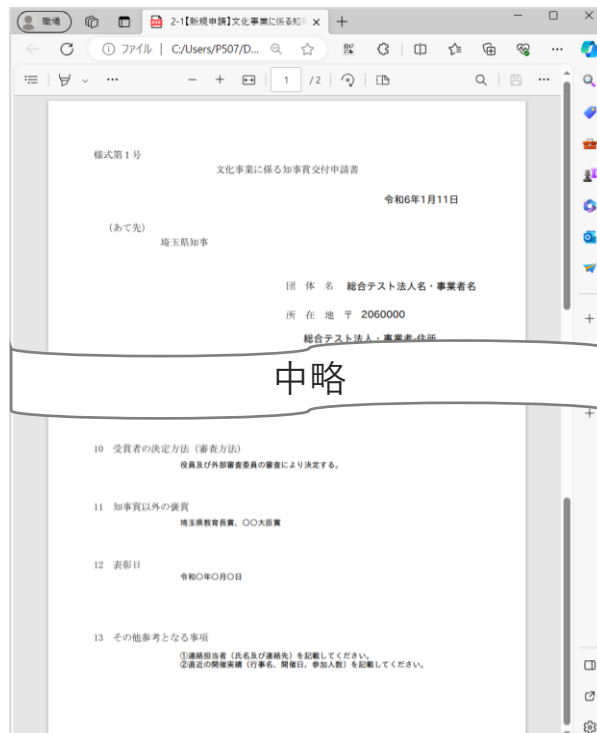 職場
2-1【新規申請】文化事業に係る知
ファイル
C:/Users/P507/D...
1 /2
様式第1号
文化事業に係る知事賞交付申請書
令和6年1月11日
(あて先)
埼玉県知事
団 体 名 総合テスト法人名・事業者名
所 在 地 〒 2060000
総合テスト法人・事業者-住所
中略
10 受賞者の決定方法(審査方法)
役員及び外部審査委員の審査により決定する。
11 知事賞以外の褒賞
埼玉県教育長賞、〇〇大臣賞
12 表彰日
令和〇年〇月〇日
13 その他参考となる事項
①連絡担当者(氏名及び連絡先)を記載してください。
②直近の開催実績(行事名、開催日、参加人数)を記載してください。